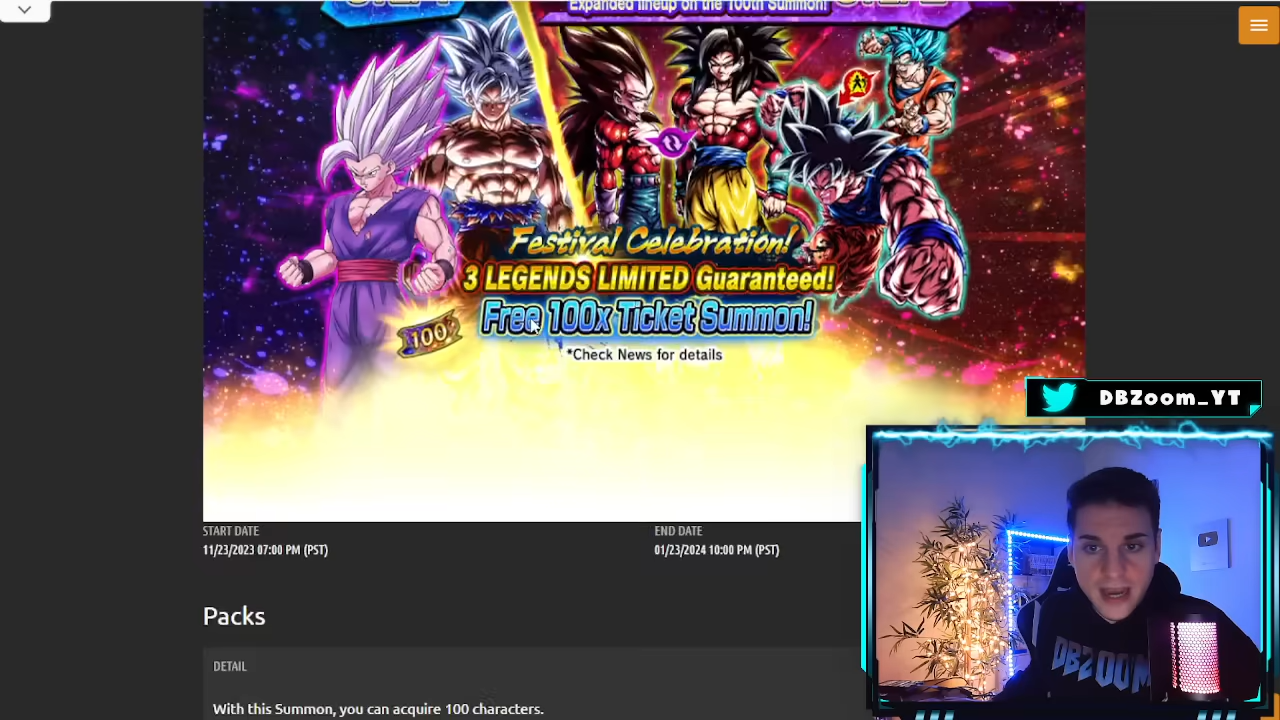 Expanded lineup on the 100th Summon!
Festival Celebration!
3 LEGENDS LIMITED Guaranteed!
Free 100x Ticket Summon!
100
*Check News for details
DBZoom_YT
START DATE
END DATE
11/23/2023 07:00 PM (PST)
01/23/2024 10:00 PM (PST)
Packs
DETAIL
With this Summon, you can acquire 100 characters.
DBZOOM